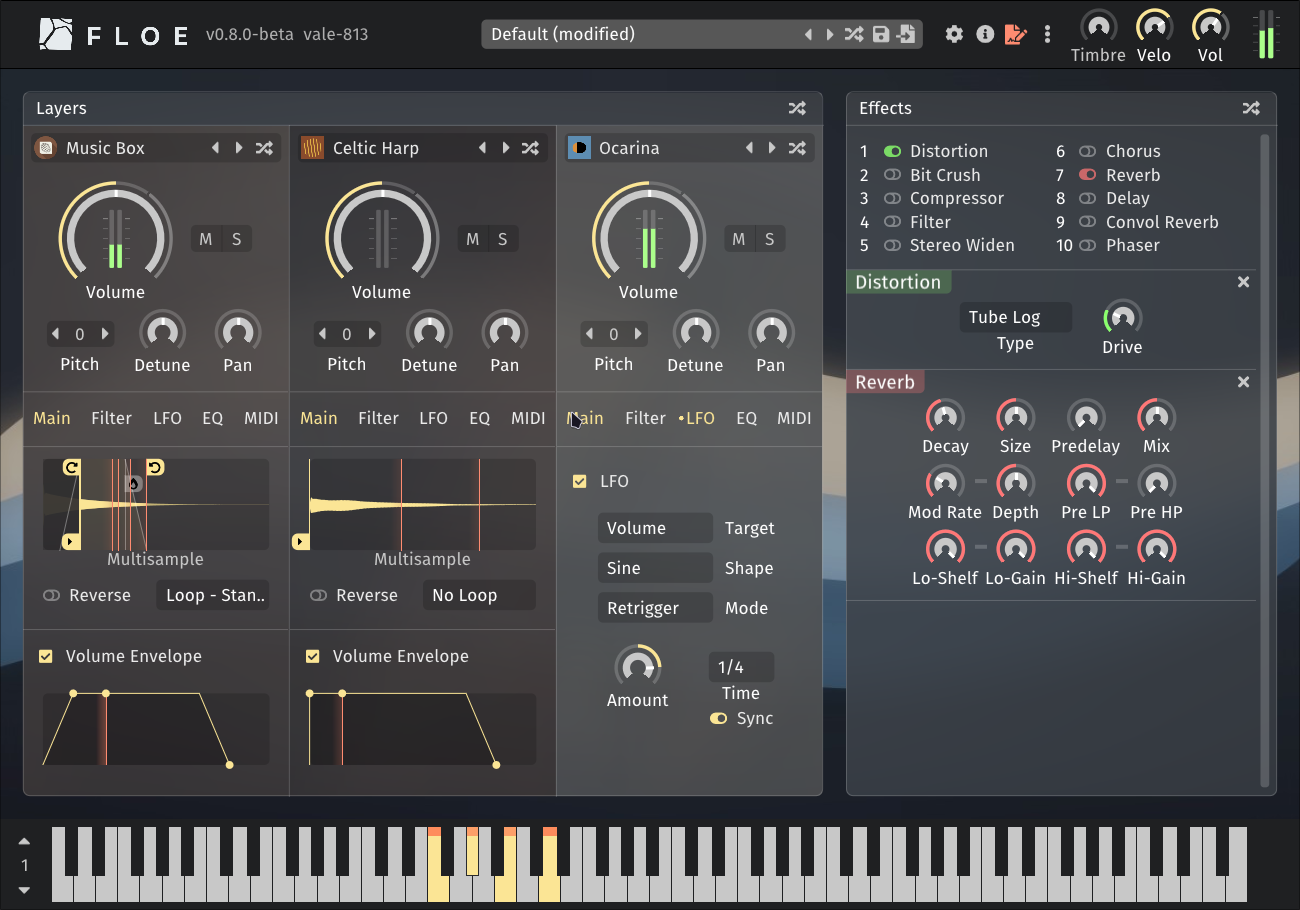 FLOE v0.8.0-beta vale-813
Default (modified)
Timbre Velo Vol
Layers
Music Box
M S
Volume
0
Pitch Detune Pan
Main Filter LFO EQ MIDI
Multisample
Reverse Loop - Stan..
Volume Envelope
Celtic Harp
M S
Volume
0
Pitch Detune Pan
Main Filter LFO EQ MIDI
Multisample
Reverse No Loop
Volume Envelope
Ocarina
M S
Volume
0
Pitch Detune Pan
Main Filter •LFO EQ MIDI
LFO
Volume Target
Sine Shape
Retrigger Mode
1/4
Amount Time
Sync
Effects
1 Distortion 6 Chorus
2 Bit Crush 7 Reverb
3 Compressor 8 Delay
4 Filter 9 Convol Reverb
5 Stereo Widen 10 Phaser
Distortion
Tube Log
Type Drive
Reverb
Decay Size Predelay Mix
Mod Rate Depth Pre LP Pre HP
Lo-Shelf Lo-Gain Hi-Shelf Hi-Gain
1